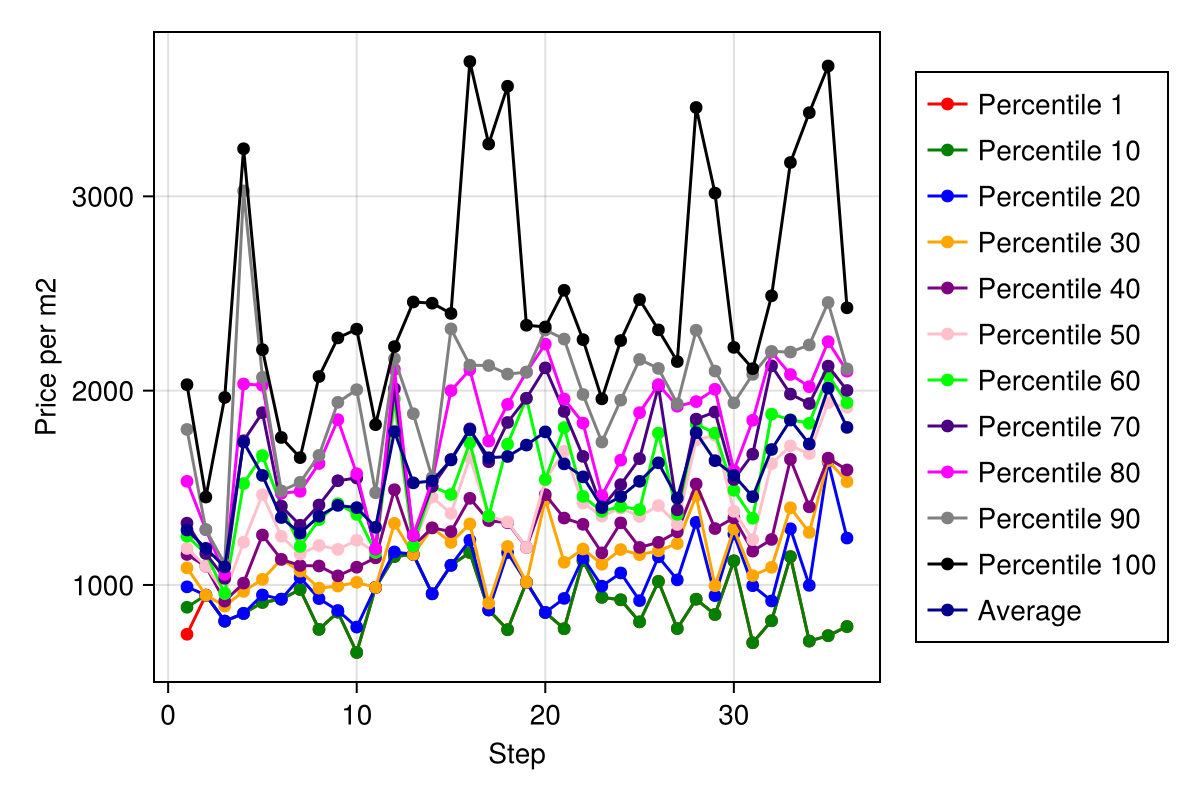 3000
2000
1000
Price per m2
0
10
20
30
Step
Percentile 1
Percentile 10
Percentile 20
Percentile 30
Percentile 40
Percentile 50
Percentile 60
Percentile 70
Percentile 80
Percentile 90
Percentile 100
Average